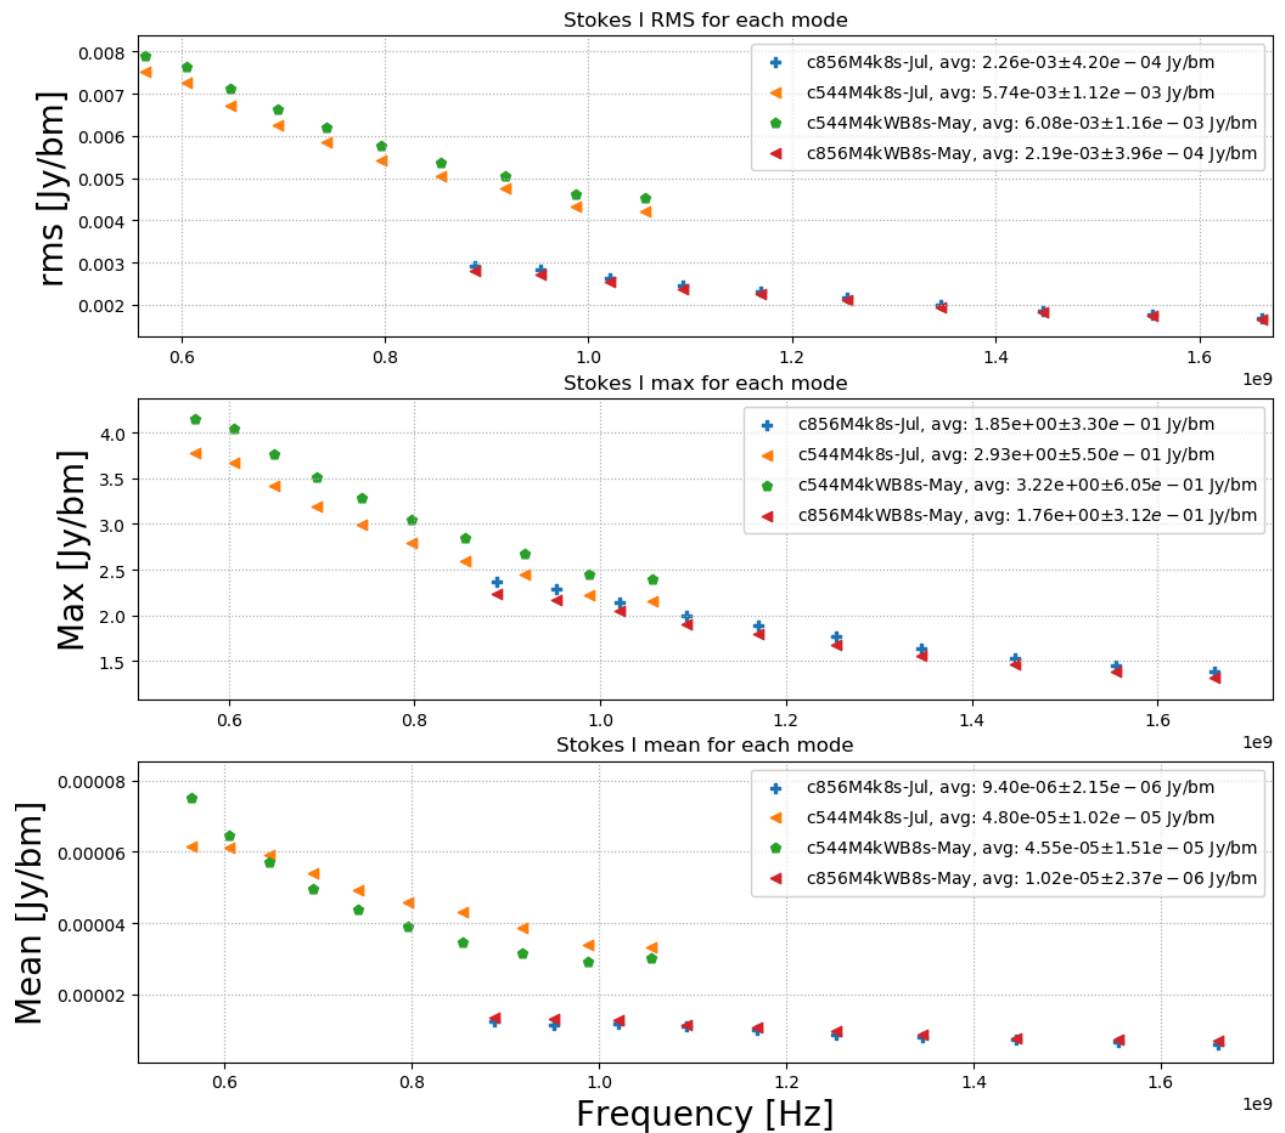 Stokes I RMS for each mode
rms [Jy/bm]
0.008
0.007
0.006
0.005
0.004
0.003
0.002
c856M4k8s-Jul, avg: 2.26e-03±4.20e − 04 Jy/bm
c544M4k8s-Jul, avg: 5.74e-03±1.12e − 03 Jy/bm
c544M4kWB8s-May, avg: 6.08e-03±1.16e − 03 Jy/bm
c856M4kWB8s-May, avg: 2.19e-03±3.96e − 04 Jy/bm
0.6 0.8 1.0 1.2 1.4 1.6
1e9
Stokes I max for each mode
Max [Jy/bm]
4.0
3.5
3.0
2.5
2.0
1.5
c856M4k8s-Jul, avg: 1.85e+00±3.30e − 01 Jy/bm
c544M4k8s-Jul, avg: 2.93e+00±5.50e − 01 Jy/bm
c544M4kWB8s-May, avg: 3.22e+00±6.05e − 01 Jy/bm
c856M4kWB8s-May, avg: 1.76e+00±3.12e − 01 Jy/bm
0.6 0.8 1.0 1.2 1.4 1.6
1e9
Stokes I mean for each mode
Mean [Jy/bm]
0.00008
0.00006
0.00004
0.00002
c856M4k8s-Jul, avg: 9.40e-06±2.15e − 06 Jy/bm
c544M4k8s-Jul, avg: 4.80e-05±1.02e − 05 Jy/bm
c544M4kWB8s-May, avg: 4.55e-05±1.51e − 05 Jy/bm
c856M4kWB8s-May, avg: 1.02e-05±2.37e − 06 Jy/bm
0.6 0.8 1.0 1.2 1.4 1.6
1e9
Frequency [Hz]